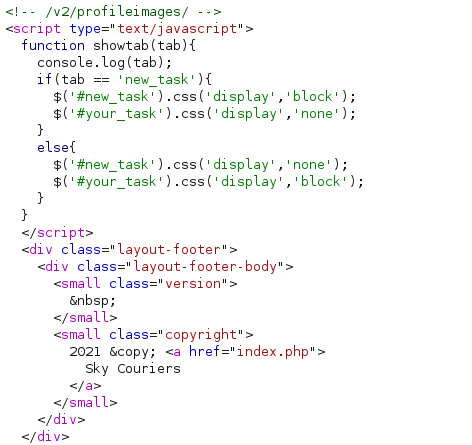 <!-- /v2/profileimages/ -->
<script type="text/javascript">
  function showtab(tab){
    console.log(tab);
    if(tab == 'new_task'){
      $('#new_task').css('display','block');
      $('#your_task').css('display','none');
    }
    else{
      $('#new_task').css('display','none');
      $('#your_task').css('display','block');
    }
  }
  </script>
  <div class="layout-footer">
    <div class="layout-footer-body">
      <small class="version">
        &nbsp;
      </small>
      <small class="copyright">
        2021 &copy; <a href="index.php">
          Sky Couriers
        </a>
      </small>
    </div>
  </div>